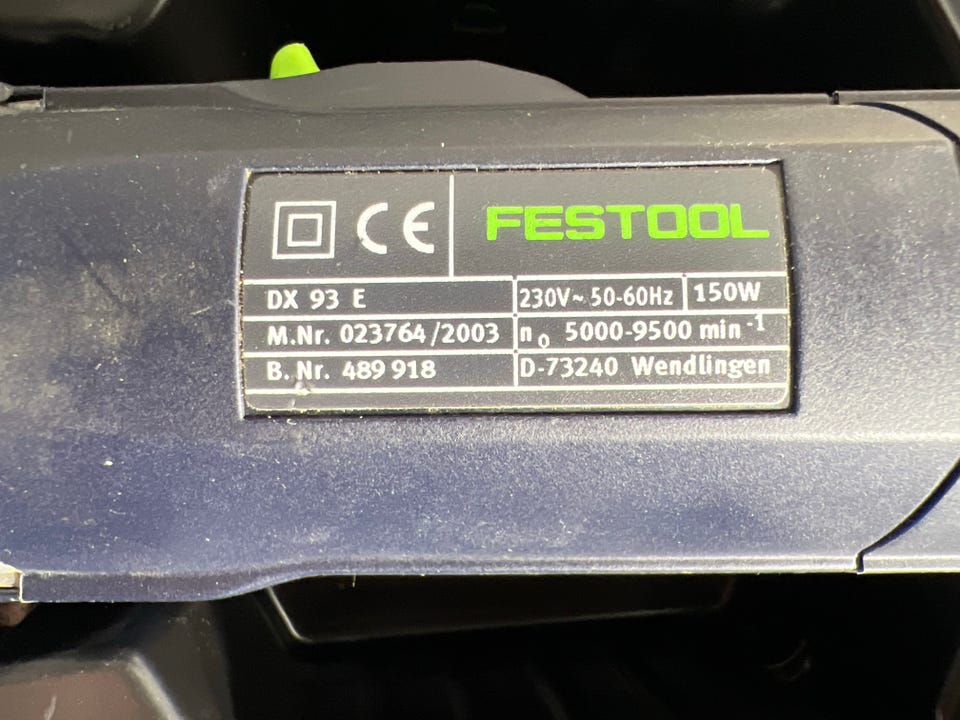 CE FESTOOL
DX 93 E 230V~ 50-60Hz 150W
M.Nr. 023764/2003 n₀ 5000-9500 min⁻¹
B. Nr. 489 918 D-73240 Wendlingen